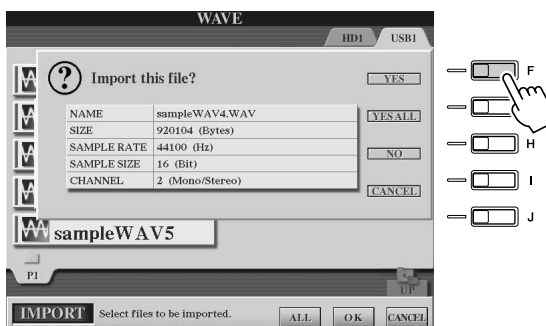 WAVE
HD1 USB1
Import this file?
YES
NAME sampleWAV4.WAV
SIZE 920104 (Bytes)
SAMPLE RATE 44100 (Hz)
SAMPLE SIZE 16 (Bit)
CHANNEL 2 (Mono/Stereo)
YES ALL
NO
CANCEL
sampleWAV5
P1
UP
IMPORT Select files to be imported.
ALL OK CANCEL
F
H
I
J